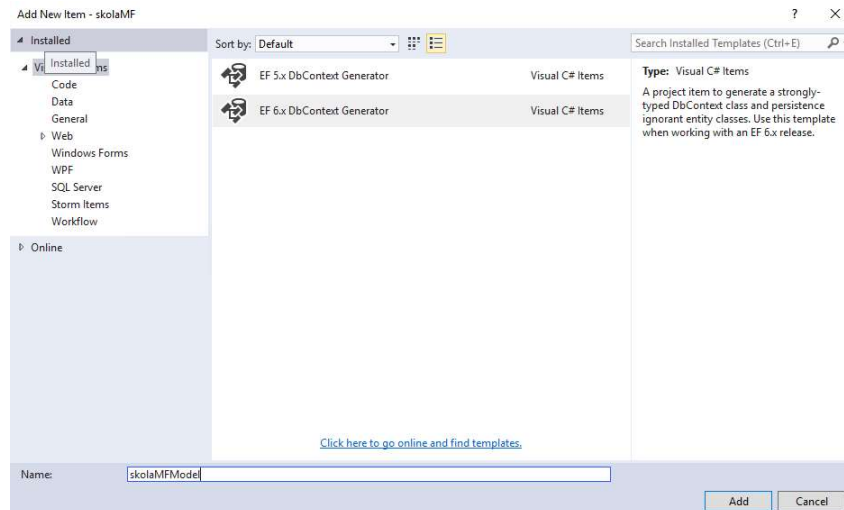 Add New Item - skolaMF
? ×
Installed
Sort by: Default
Search Installed Templates (Ctrl+E)
Installed
Vi ms
Code
Data
General
Web
Windows Forms
WPF
SQL Server
Storm Items
Workflow
Online
EF 5.x DbContext Generator Visual C# Items
EF 6.x DbContext Generator Visual C# Items
Type: Visual C# Items
A project item to generate a strongly-
typed DbContext class and persistence
ignorant entity classes. Use this template
when working with an EF 6.x release.
Click here to go online and find templates.
Name: skolaMFModel
Add Cancel